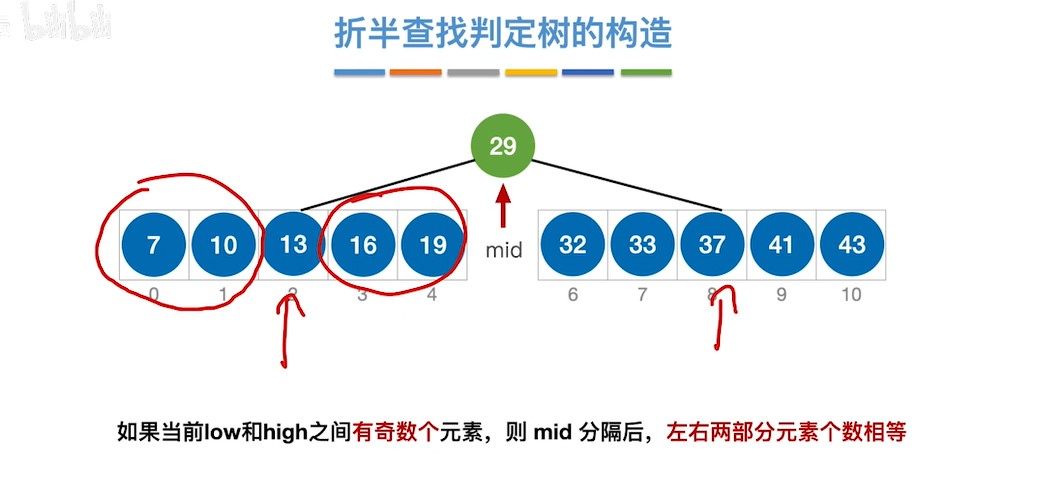 bilibili
折半查找判定树的构造
29
7 10 13 16 19 mid 32 33 37 41 43
0 1 2 3 4 6 7 8 9 10
如果当前low和high之间有奇数个元素，则 mid 分隔后，左右两部分元素个数相等